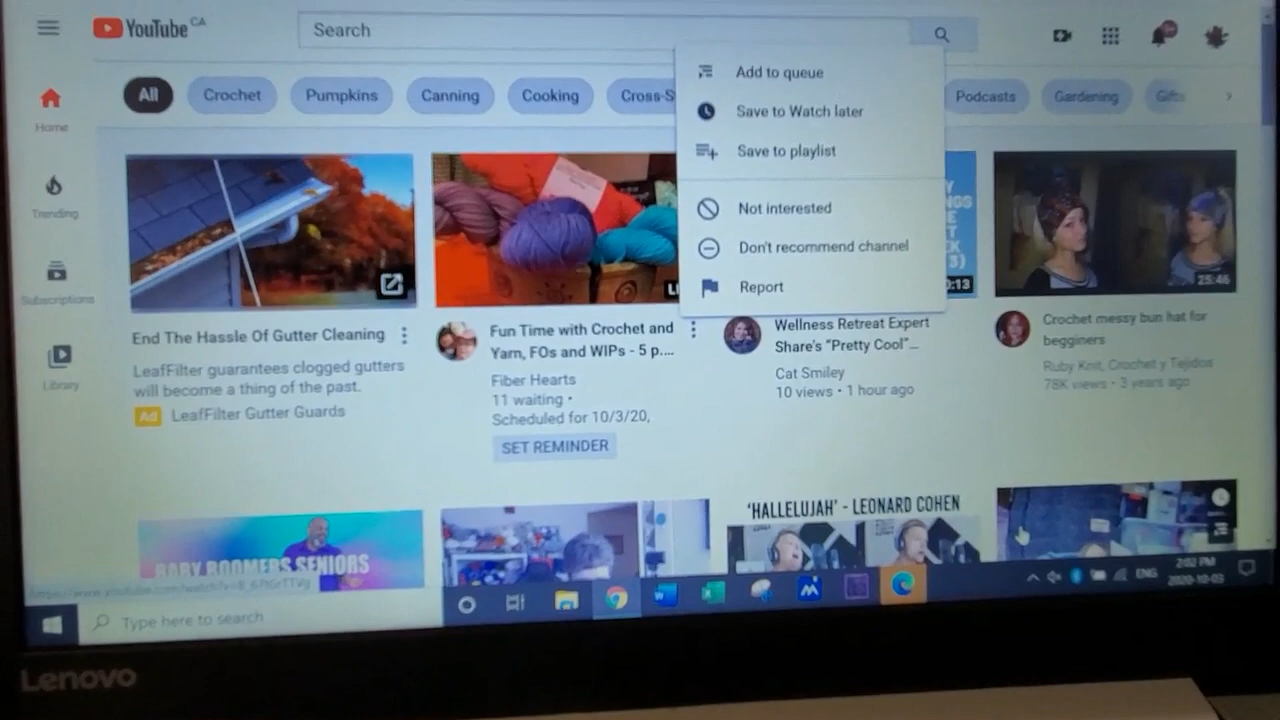 YouTube CA
Search
All
Crochet
Pumpkins
Canning
Cooking
Cross-S
Podcasts
Gardening
Gifts
Home
Trending
Subscriptions
Library
Add to queue
Save to Watch later
Save to playlist
Not interested
Don't recommend channel
Report
End The Hassle Of Gutter Cleaning
LeafFilter guarantees clogged gutters
will become a thing of the past.
Ad LeafFilter Gutter Guards
LI
Fun Time with Crochet and
Yarn, FOs and WIPs - 5 p....
Fiber Hearts
11 waiting •
Scheduled for 10/3/20,
SET REMINDER
:13
Wellness Retreat Expert
Share's "Pretty Cool"...
Cat Smiley
10 views • 1 hour ago
25:46
Crochet messy bun hat for
begginers
Ruby Knit, Crochet y Tejidos
78K views • 3 years ago
BABY BOOMERS SENIORS
'HALLELUJAH' - LEONARD COHEN
Type here to search
ENG
2:02 PM
2020-10-03
Lenovo